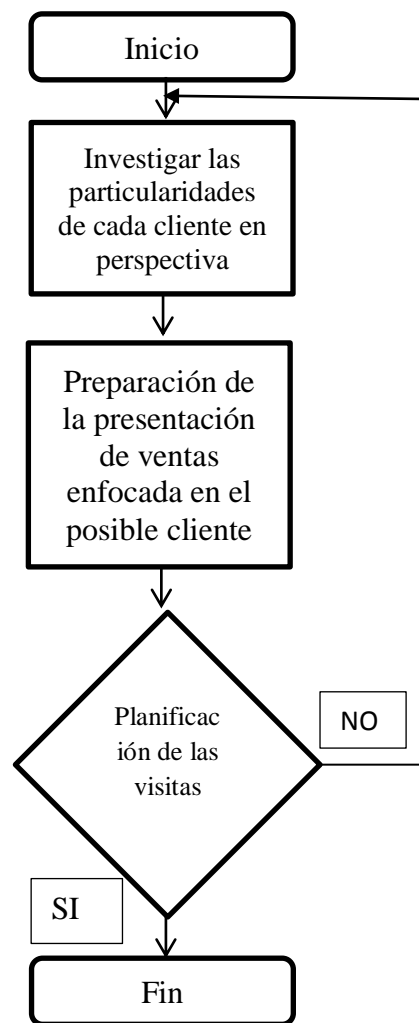 Inicio
Investigar las
particularidades
de cada cliente en
perspectiva
Preparación de
la presentación
de ventas
enfocada en el
posible cliente
Planificac
ión de las
visitas
NO
SI
Fin